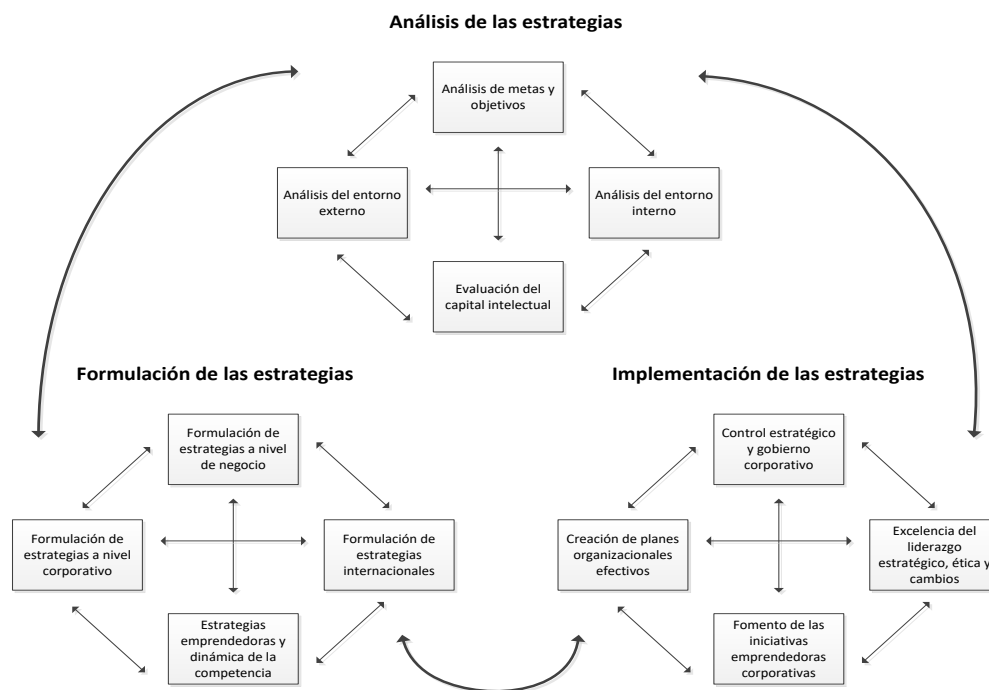 Análisis de las estrategias
Análisis de metas y
objetivos
Análisis del entorno
externo
Análisis del entorno
interno
Evaluación del
capital intelectual
Formulación de las estrategias
Formulación de
estrategias a nivel
de negocio
Formulación de
estrategias a nivel
corporativo
Formulación de
estrategias
internacionales
Estrategias
emprendedoras y
dinámica de la
competencia
Implementación de las estrategias
Control estratégico
y gobierno
corporativo
Creación de planes
organizacionales
efectivos
Excelencia del
liderazgo
estratégico, ética y
cambios
Fomento de las
iniciativas
emprendedoras
corporativas